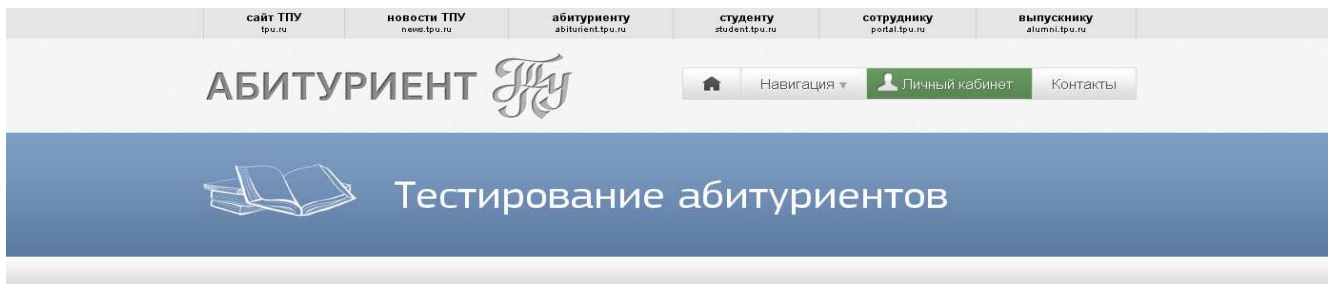 сайт ТПУ новости ТПУ абитуриенту студенту сотруднику выпускнику
tpu.ru news.tpu.ru abiturient.tpu.ru student.tpu.ru portal.tpu.ru alumni.tpu.ru
АБИТУРИЕНТ ТПУ Навигация Личный кабинет Контакты
Тестирование абитуриентов